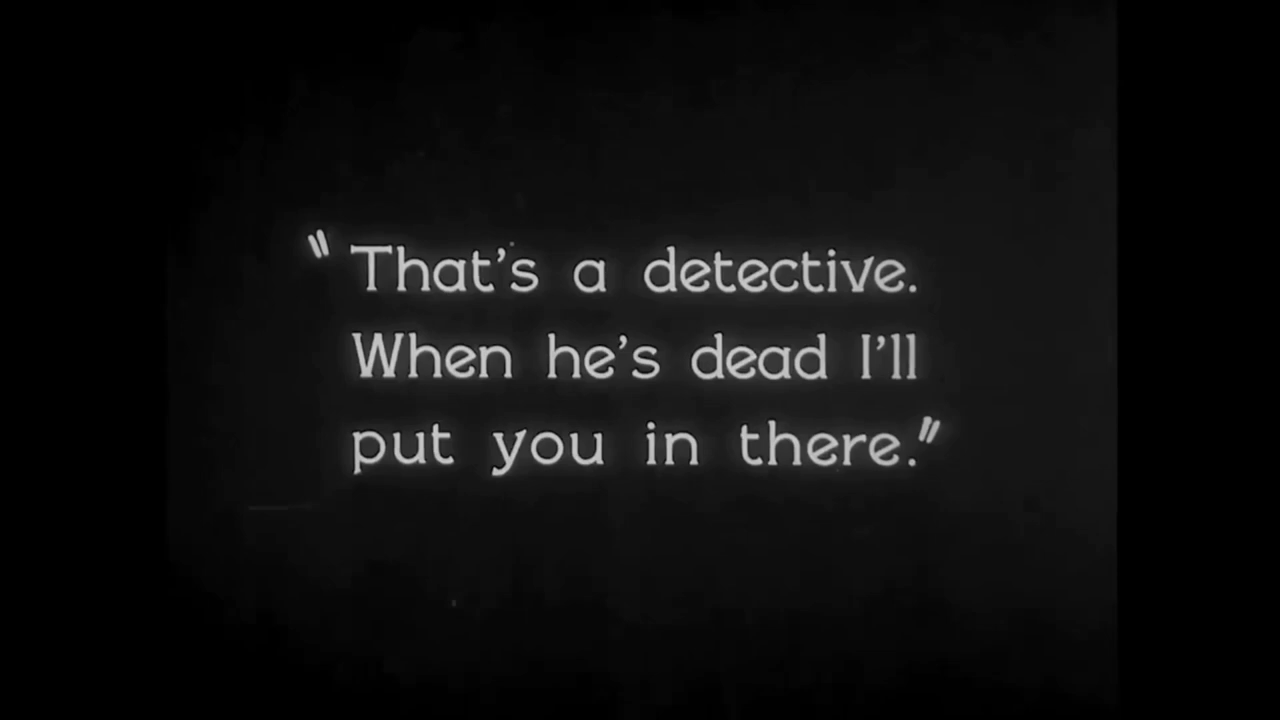 "That's a detective.
When he's dead I'll
put you in there."